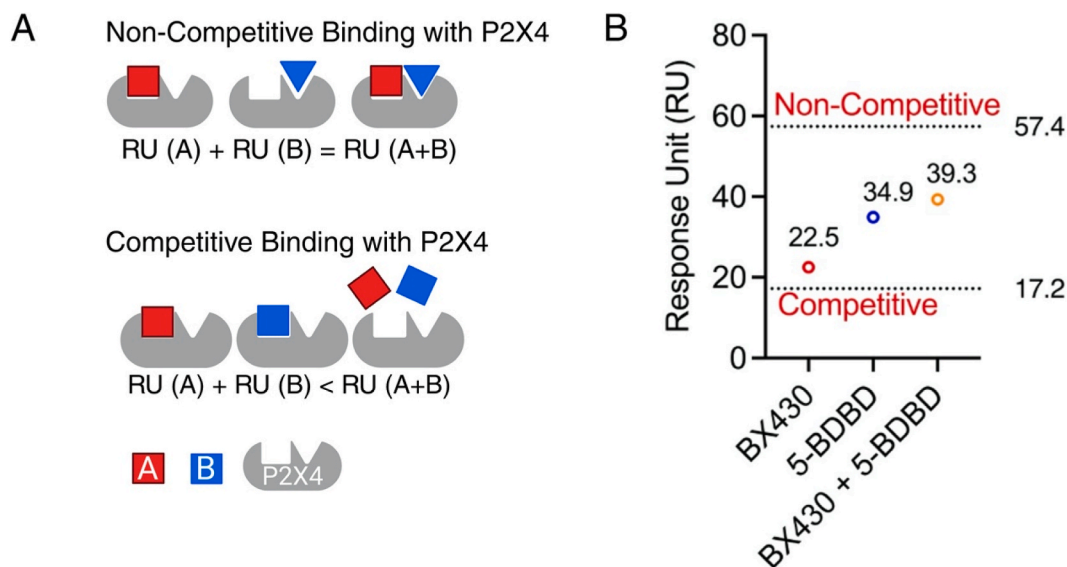 A
Non-Competitive Binding with P2X4
RU (A) + RU (B) = RU (A+B)
Competitive Binding with P2X4
RU (A) + RU (B) < RU (A+B)
A
B
P2X4
B
Response Unit (RU)
80
60
40
20
0
Non-Competitive
57.4
39.3
34.9
22.5
17.2
Competitive
BX430
5-BDBD
BX430 + 5-BDBD